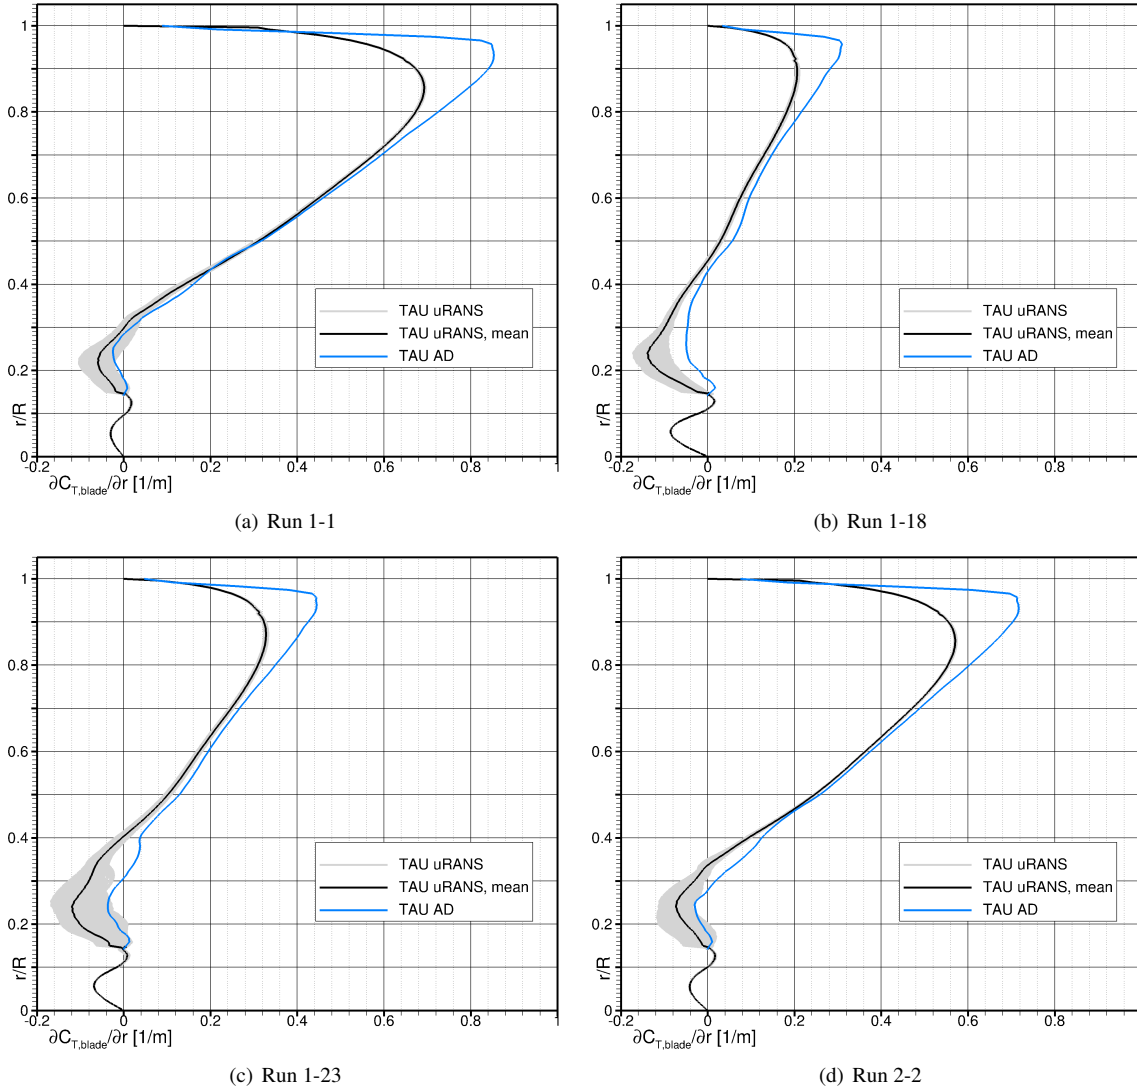 1
0.8
0.6
0.4
0.2
0
r/R
-0.2 0 0.2 0.4 0.6 0.8 1
∂C_T,blade/∂r [1/m]
TAU uRANS
TAU uRANS, mean
TAU AD
(a) Run 1-1
1
0.8
0.6
0.4
0.2
0
r/R
-0.2 0 0.2 0.4 0.6 0.8
∂C_T,blade/∂r [1/m]
TAU uRANS
TAU uRANS, mean
TAU AD
(b) Run 1-18
1
0.8
0.6
0.4
0.2
0
r/R
-0.2 0 0.2 0.4 0.6 0.8 1
∂C_T,blade/∂r [1/m]
TAU uRANS
TAU uRANS, mean
TAU AD
(c) Run 1-23
1
0.8
0.6
0.4
0.2
0
r/R
-0.2 0 0.2 0.4 0.6 0.8
∂C_T,blade/∂r [1/m]
TAU uRANS
TAU uRANS, mean
TAU AD
(d) Run 2-2